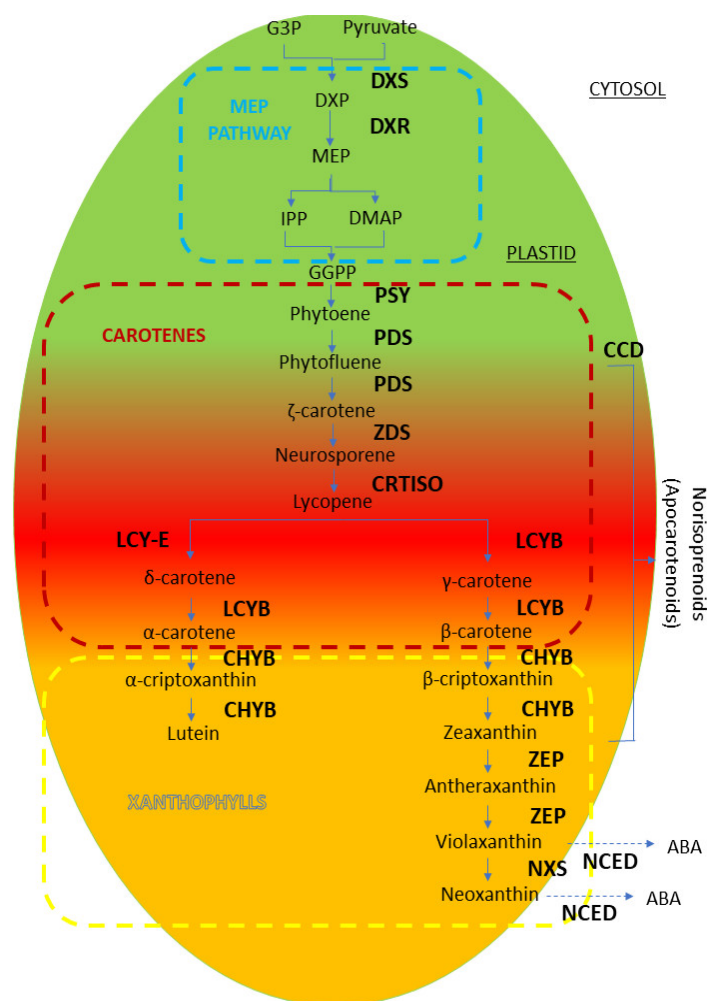 G3P Pyruvate
DXS
CYTOSOL
DXP
MEP
PATHWAY
DXR
MEP
IPP DMAP
PLASTID
GGPP
PSY
Phytoene
CAROTENES
PDS
CCD
Phytofluene
PDS
ζ-carotene
ZDS
Neurosporene
CRTISO
Lycopene
Norisoprenoids
(Apocarotenoids)
LCY-E LCYB
δ-carotene γ-carotene
LCYB LCYB
α-carotene β-carotene
CHYB CHYB
α-criptoxanthin β-criptoxanthin
CHYB CHYB
Lutein Zeaxanthin
ZEP
Antheraxanthin
XANTHOPHYLLS
ZEP
Violaxanthin
ABA
NXS NCED
Neoxanthin
ABA
NCED